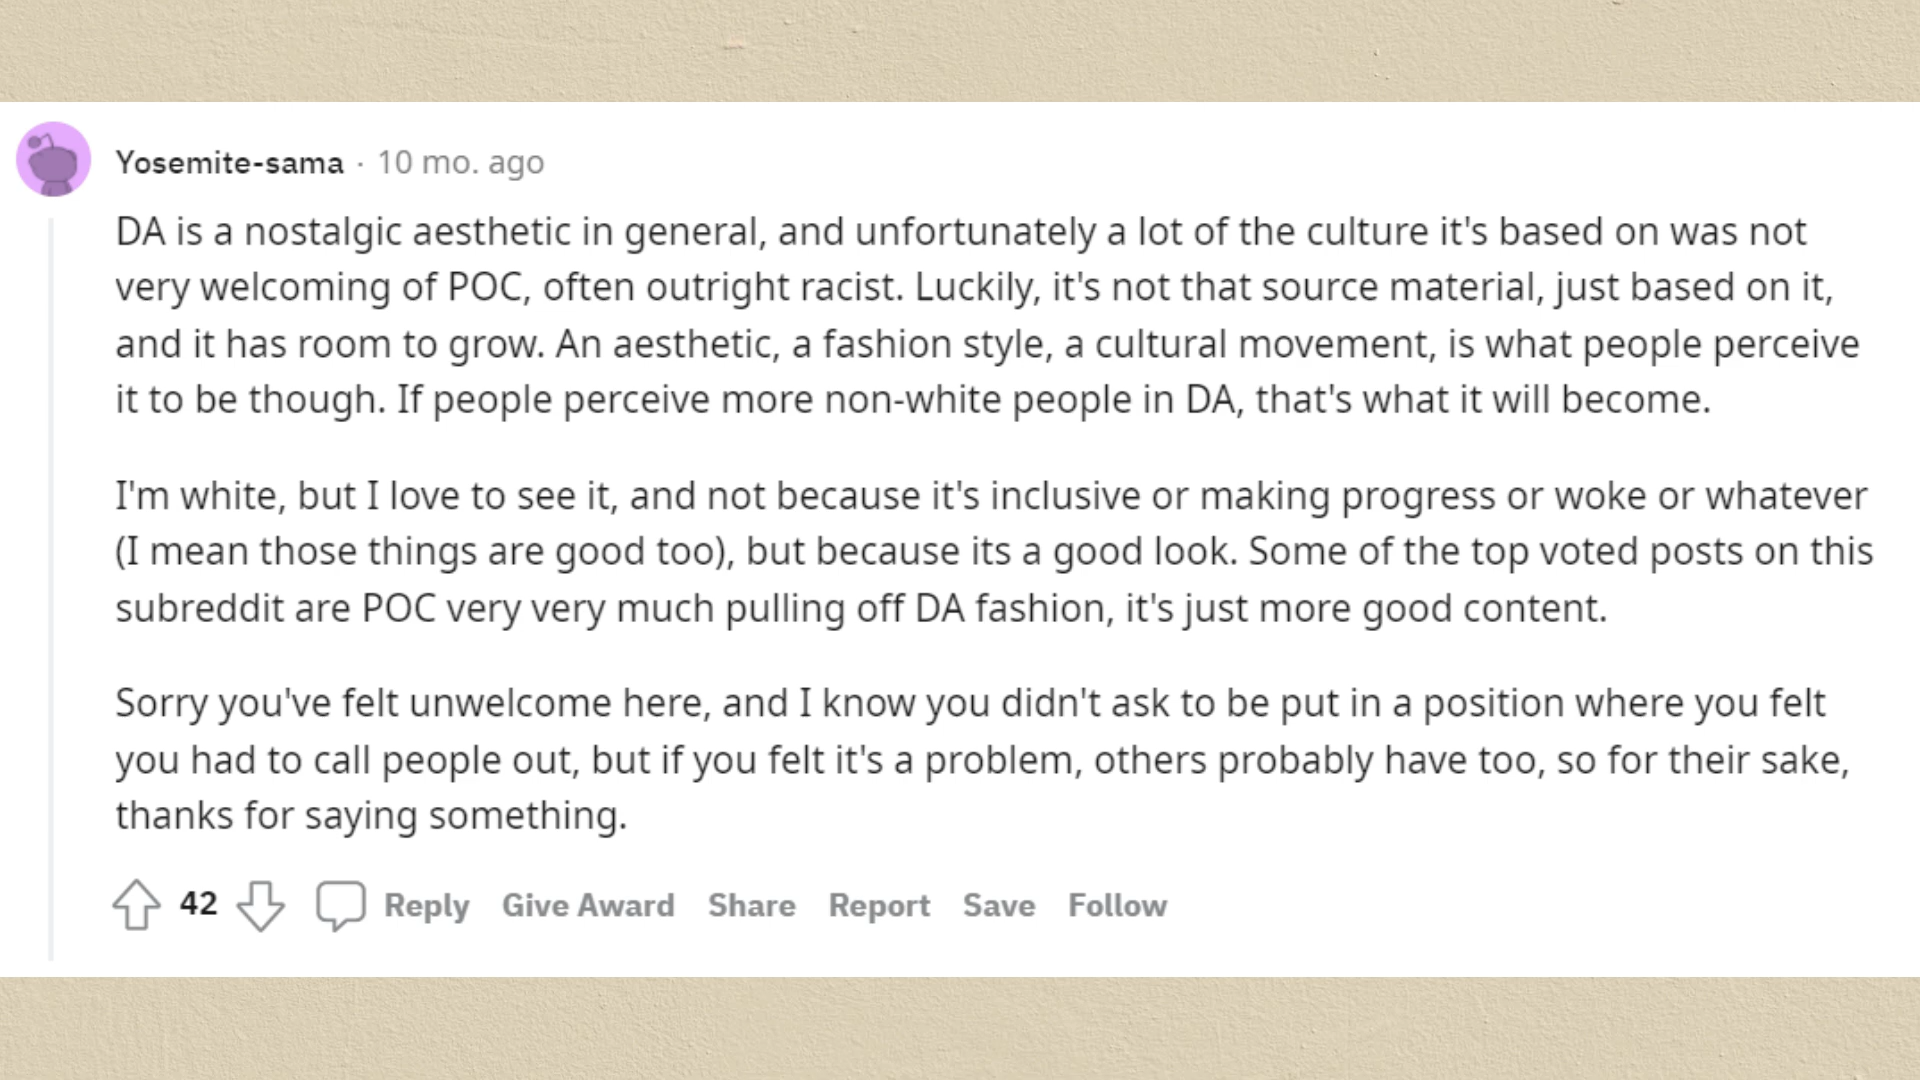 Yosemite-sama · 10 mo. ago
DA is a nostalgic aesthetic in general, and unfortunately a lot of the culture it's based on was not
very welcoming of POC, often outright racist. Luckily, it's not that source material, just based on it,
and it has room to grow. An aesthetic, a fashion style, a cultural movement, is what people perceive
it to be though. If people perceive more non-white people in DA, that's what it will become.
I'm white, but I love to see it, and not because it's inclusive or making progress or woke or whatever
(I mean those things are good too), but because its a good look. Some of the top voted posts on this
subreddit are POC very very much pulling off DA fashion, it's just more good content.
Sorry you've felt unwelcome here, and I know you didn't ask to be put in a position where you felt
you had to call people out, but if you felt it's a problem, others probably have too, so for their sake,
thanks for saying something.
42 Reply Give Award Share Report Save Follow